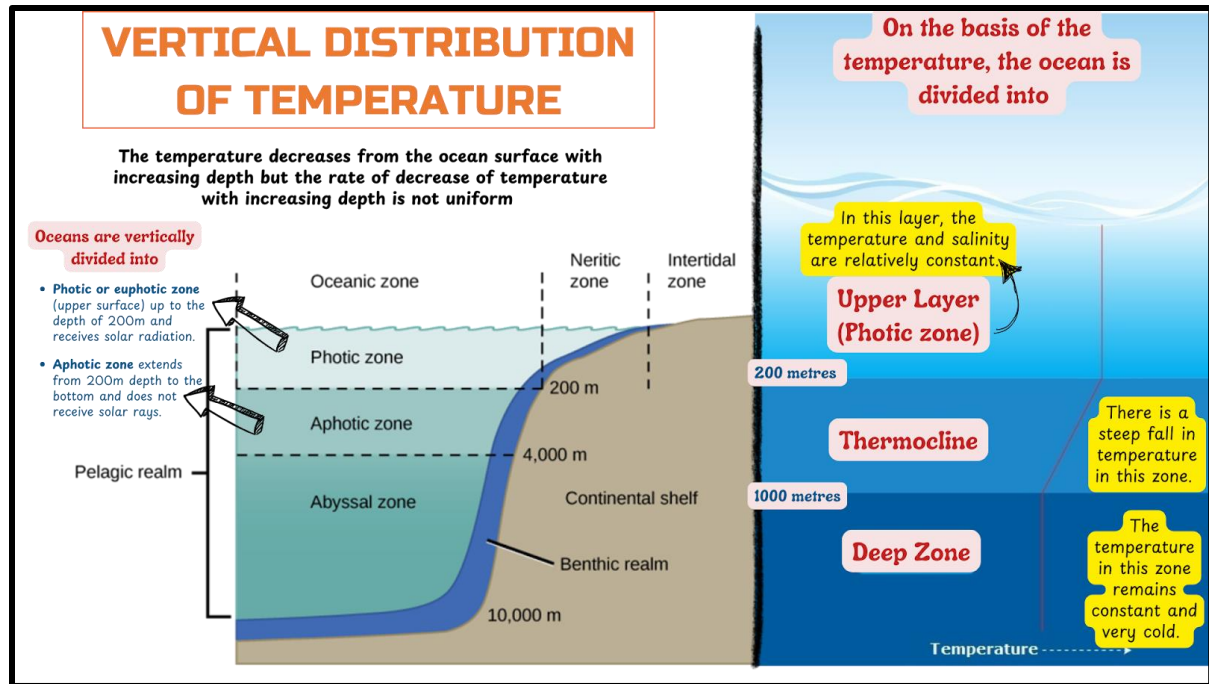 VERTICAL DISTRIBUTION
OF TEMPERATURE
The temperature decreases from the ocean surface with
increasing depth but the rate of decrease of temperature
with increasing depth is not uniform
Oceans are vertically
divided into
• Photic or euphotic zone
(upper surface) up to the
depth of 200m and
receives solar radiation.
• Aphotic zone extends
from 200m depth to the
bottom and does not
receive solar rays.
Oceanic zone
Neritic
zone
Intertidal
zone
Photic zone
200 m
Aphotic zone
4,000 m
Pelagic realm
Abyssal zone
Continental shelf
Benthic realm
10,000 m
On the basis of the
temperature, the ocean is
divided into
In this layer, the
temperature and salinity
are relatively constant.
Upper Layer
(Photic zone)
200 metres
Thermocline
There is a
steep fall in
temperature
in this zone.
1000 metres
Deep Zone
The
temperature
in this zone
remains
constant and
very cold.
Temperature